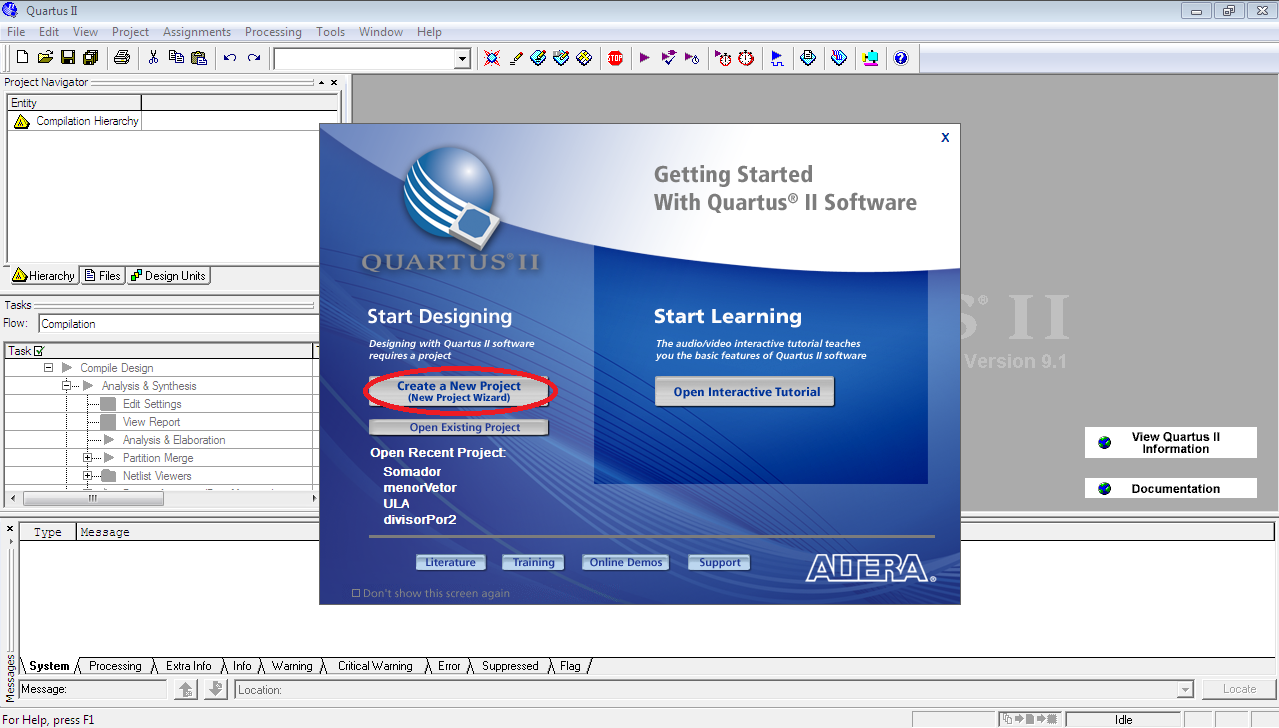 Quartus II
File Edit View Project Assignments Processing Tools Window Help
STOP
Project Navigator
Entity
Compilation Hierarchy
Hierarchy Files Design Units
Tasks
Flow: Compilation
Task
Compile Design
Analysis & Synthesis
Edit Settings
View Report
Analysis & Elaboration
Partition Merge
Netlist Viewers
X
Getting Started
With Quartus® II Software
QUARTUS® II
Start Designing
Designing with Quartus II software
requires a project
Create a New Project
(New Project Wizard)
Open Existing Project
Open Recent Project:
Somador
menorVetor
ULA
divisorPor2
Start Learning
The audio/video interactive tutorial teaches
you the basic features of Quartus II software
Open Interactive Tutorial
Literature Training Online Demos Support
ALTERA®
Don't show this screen again
S® II
Version 9.1
View Quartus II
Information
Documentation
Type Message
System Processing Extra Info Info Warning Critical Warning Error Suppressed Flag
Messages
Message: Location: Locate
For Help, press F1
Idle